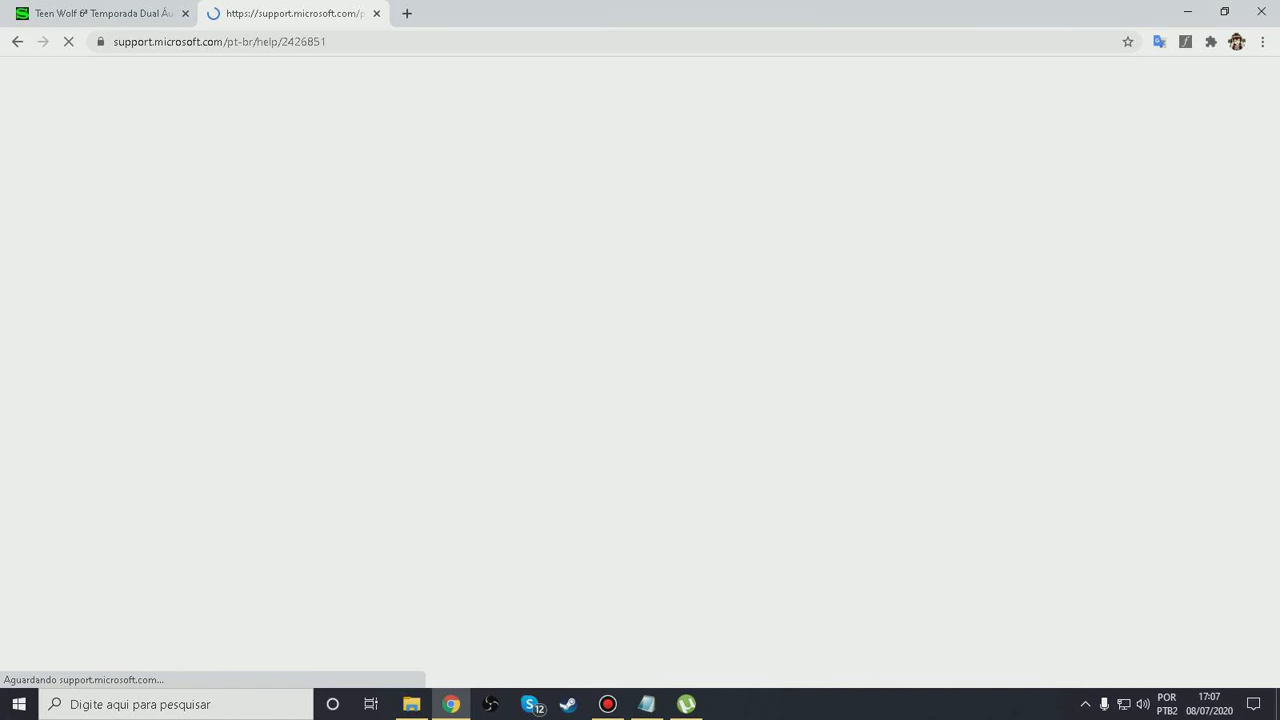 Teen Wolf 6ª Temporada Dual Áu
https://support.microsoft.com/p
support.microsoft.com/pt-br/help/2426851
Aguardando support.microsoft.com...
Digite aqui para pesquisar
12
POR
PTB2
17:07
08/07/2020